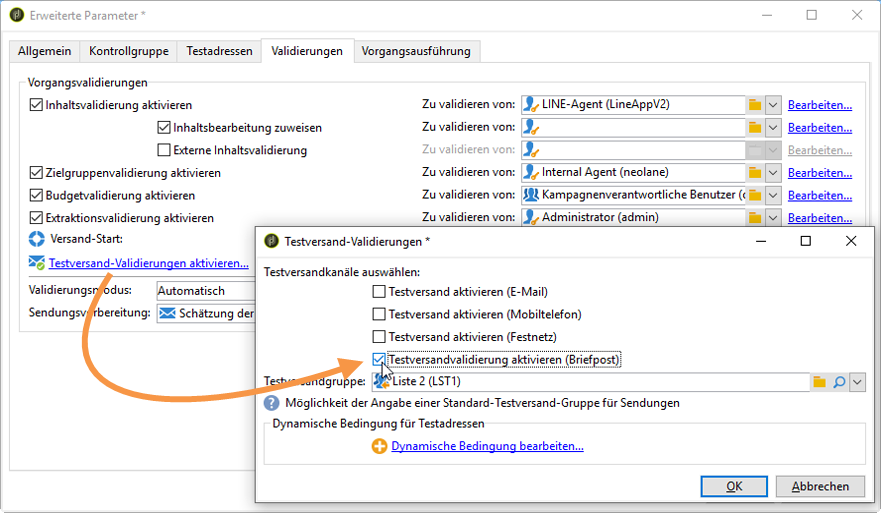 Erweiterte Parameter *
Allgemein Kontrollgruppe Testadressen Validierungen Vorgangsausführung
Vorgangsvalidierungen
Inhaltsvalidierung aktivieren Zu validieren von: LINE-Agent (LineAppV2) Bearbeiten...
Inhaltsbearbeitung zuweisen Zu validieren von: Bearbeiten...
Externe Inhaltsvalidierung Zu validieren von: Bearbeiten...
Zielgruppenvalidierung aktivieren Zu validieren von: Internal Agent (neolane) Bearbeiten...
Budgetvalidierung aktivieren Zu validieren von: Kampagnenverantwortliche Benutzer Bearbeiten...
Extraktionsvalidierung aktivieren Zu validieren von: Administrator (admin) Bearbeiten...
Versand-Start:
Testversand-Validierungen aktivieren...
Validierungsmodus: Automatisch
Sendungsvorbereitung: Schätzung der
Testversand-Validierungen *
Testversandkanäle auswählen:
Testversand aktivieren (E-Mail)
Testversand aktivieren (Mobiltelefon)
Testversand aktivieren (Festnetz)
Testversandvalidierung aktivieren (Briefpost)
Testversandgruppe: Liste 2 (LST1)
Möglichkeit der Angabe einer Standard-Testversand-Gruppe für Sendungen
Dynamische Bedingung für Testadressen
Dynamische Bedingung bearbeiten...
OK Abbrechen